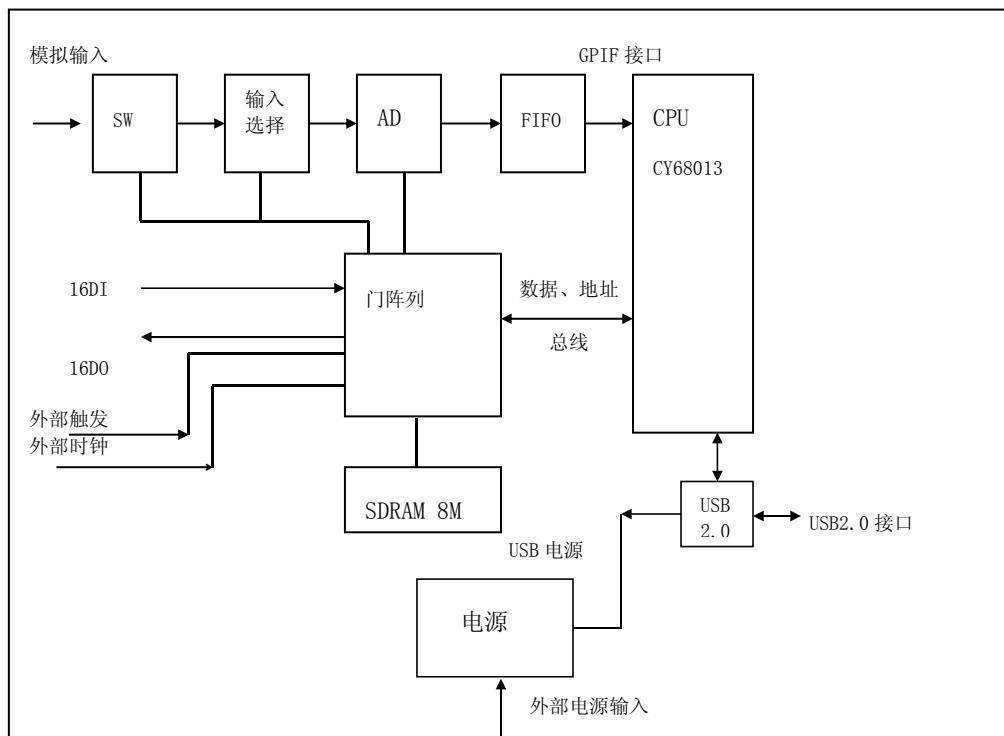 模拟输入
GPIF 接口
SW
输入
选择
AD
FIFO
CPU
CY68013
16DI
门阵列
数据、地址
总线
16DO
外部触发
外部时钟
SDRAM 8M
USB
2.0
USB2.0 接口
USB 电源
电源
外部电源输入